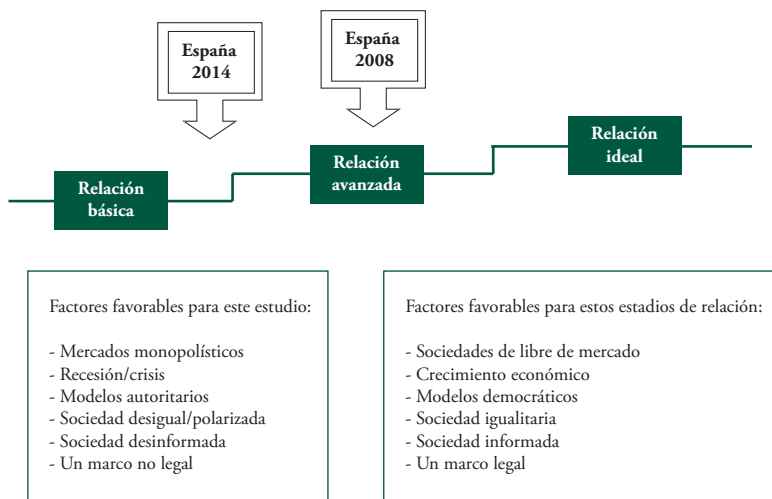 España
2014
España
2008
Relación
básica
Relación
avanzada
Relación
ideal
Factores favorables para este estudio:
- Mercados monopolísticos
- Recesión/crisis
- Modelos autoritarios
- Sociedad desigual/polarizada
- Sociedad desinformada
- Un marco no legal
Factores favorables para estos estadios de relación:
- Sociedades de libre de mercado
- Crecimiento económico
- Modelos democráticos
- Sociedad igualitaria
- Sociedad informada
- Un marco legal